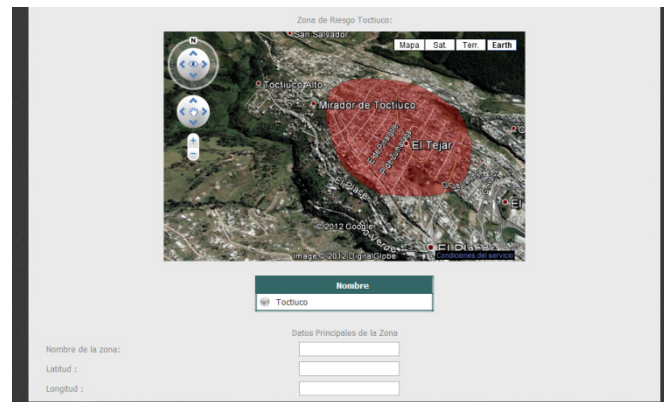 Zona de Riesgo Toctiuco:
San Salvador
N
Mapa Sat. Terr. Earth
Toctiuco Alto
Mirador de Toctiuco
El Tejar
El Placer
© 2012 Google
Image © 2012 DigitalGlobe
Condiciones del servicio
Nombre
Toctiuco
Datos Principales de la Zona
Nombre de la zona:
Latitud :
Longitud :